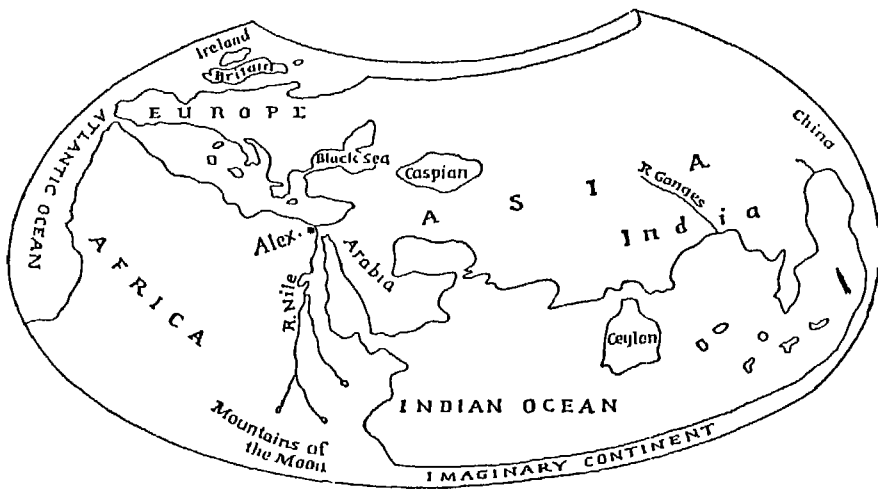 Ireland
Britain
EUROPE
ATLANTIC OCEAN
Black sea
Caspian
ASIA
China
R Ganges
India
Alex.
Arabia
R. Nile
AFRICA
Ceylon
INDIAN OCEAN
Mountains of
the Moon
IMAGINARY CONTINENT